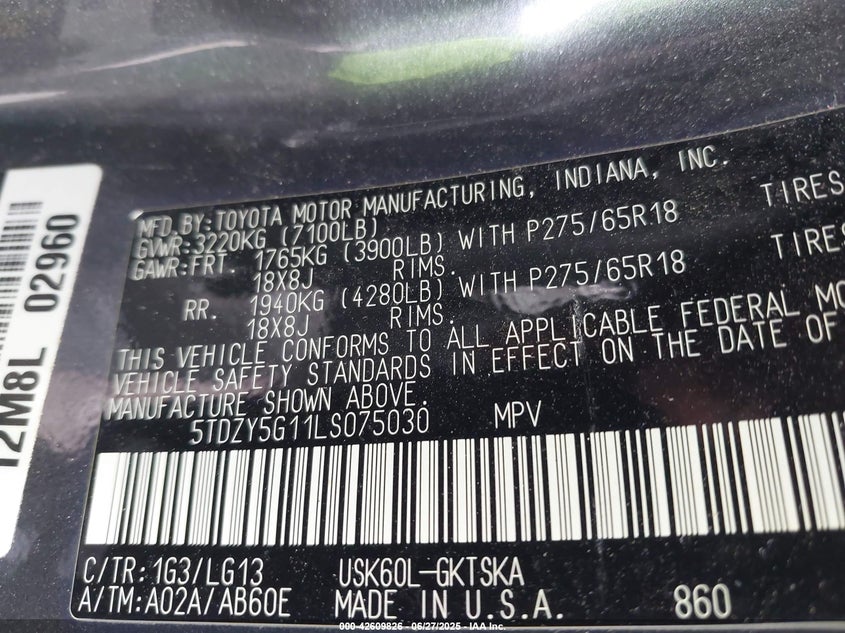 MFD.BY:TOYOTA MOTOR MANUFACTURING, INDIANA, INC.
GVWR:3220KG (7100LB)
GAWR:FRT. 1765KG (3900LB) WITH P275/65R18 TIRES
18X8J RIMS.
RR. 1940KG (4280LB) WITH P275/65R18 TIRES
18X8J RIMS.
THIS VEHICLE CONFORMS TO ALL APPLICABLE FEDERAL MO
VEHICLE SAFETY STANDARDS IN EFFECT ON THE DATE OF
MANUFACTURE SHOWN ABOVE.
5TDZY5G11LS075030 MPV
C/TR:1G3/LG13 USK60L-GKTSKA
A/TM:A02A/AB60E MADE IN U.S.A. 860
12M8L 02960
000-42609826 - 06/27/2025 - IAA Inc.